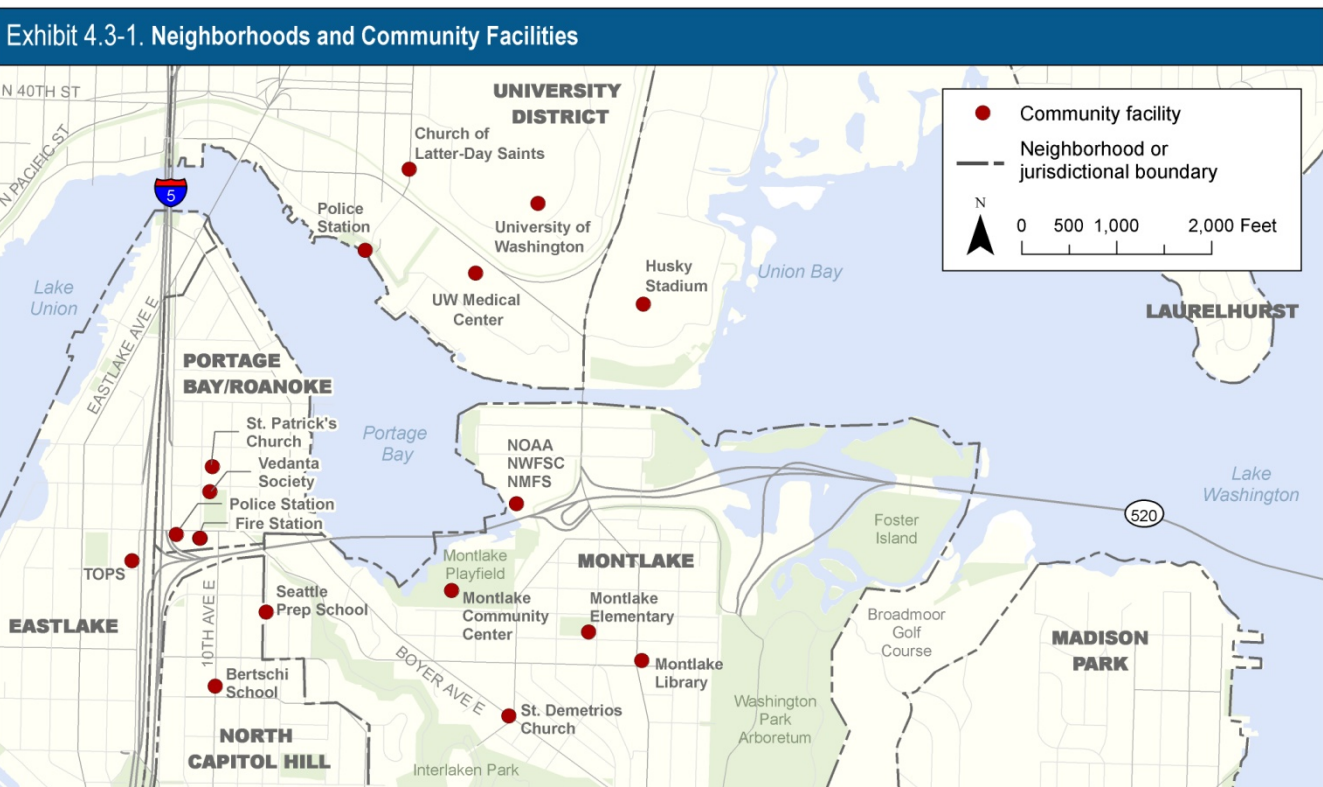 Exhibit 4.3-1. Neighborhoods and Community Facilities
N 40TH ST
N PACIFIC ST
5
UNIVERSITY
DISTRICT
Church of
Latter-Day Saints
Police
Station
University of
Washington
UW Medical
Center
Husky
Stadium
Union Bay
Community facility
Neighborhood or
jurisdictional boundary
N
0 500 1,000 2,000 Feet
LAURELHURST
Lake
Union
EASTLAKE AVE E
PORTAGE
BAY/ROANOKE
St. Patrick's
Church
Vedanta
Society
Police Station
Fire Station
Portage
Bay
NOAA
NWFSC
NMFS
Lake
Washington
520
Foster
Island
TOPS
EASTLAKE
Seattle
Prep School
10TH AVE E
Bertschi
School
NORTH
CAPITOL HILL
Montlake
Playfield
Montlake
Community
Center
MONTLAKE
Montlake
Elementary
Montlake
Library
BOYER AVE E
St. Demetrios
Church
Interlaken Park
Washington
Park
Arboretum
Broadmoor
Golf
Course
MADISON
PARK